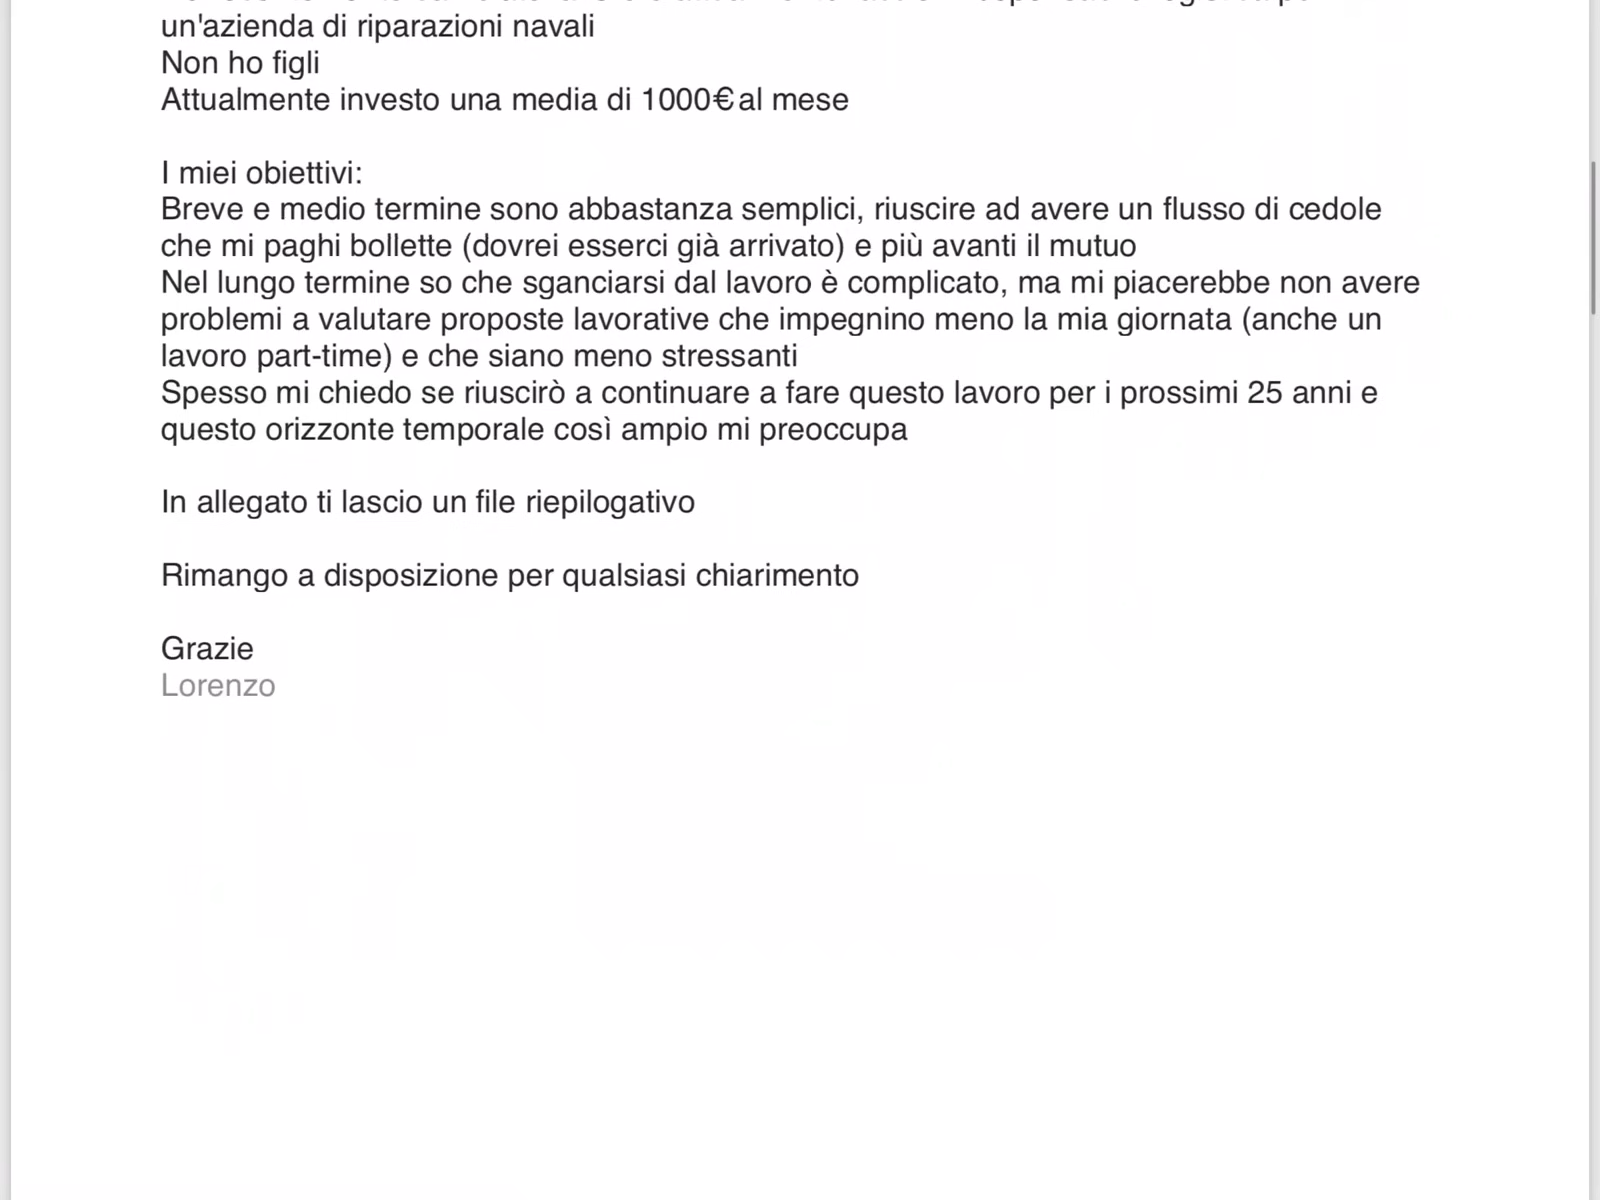 un'azienda di riparazioni navali
Non ho figli
Attualmente investo una media di 1000€ al mese
I miei obiettivi:
Breve e medio termine sono abbastanza semplici, riuscire ad avere un flusso di cedole
che mi paghi bollette (dovrei esserci già arrivato) e più avanti il mutuo
Nel lungo termine so che sganciarsi dal lavoro è complicato, ma mi piacerebbe non avere
problemi a valutare proposte lavorative che impegnino meno la mia giornata (anche un
lavoro part-time) e che siano meno stressanti
Spesso mi chiedo se riuscirò a continuare a fare questo lavoro per i prossimi 25 anni e
questo orizzonte temporale così ampio mi preoccupa
In allegato ti lascio un file riepilogativo
Rimango a disposizione per qualsiasi chiarimento
Grazie
Lorenzo